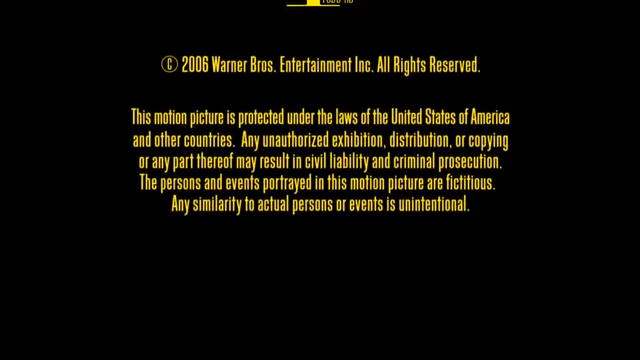 © 2006 Warner Bros. Entertainment Inc. All Rights Reserved.
This motion picture is protected under the laws of the United States of America
and other countries. Any unauthorized exhibition, distribution, or copying
or any part thereof may result in civil liability and criminal prosecution.
The persons and events portrayed in this motion picture are fictitious.
Any similarity to actual persons or events is unintentional.